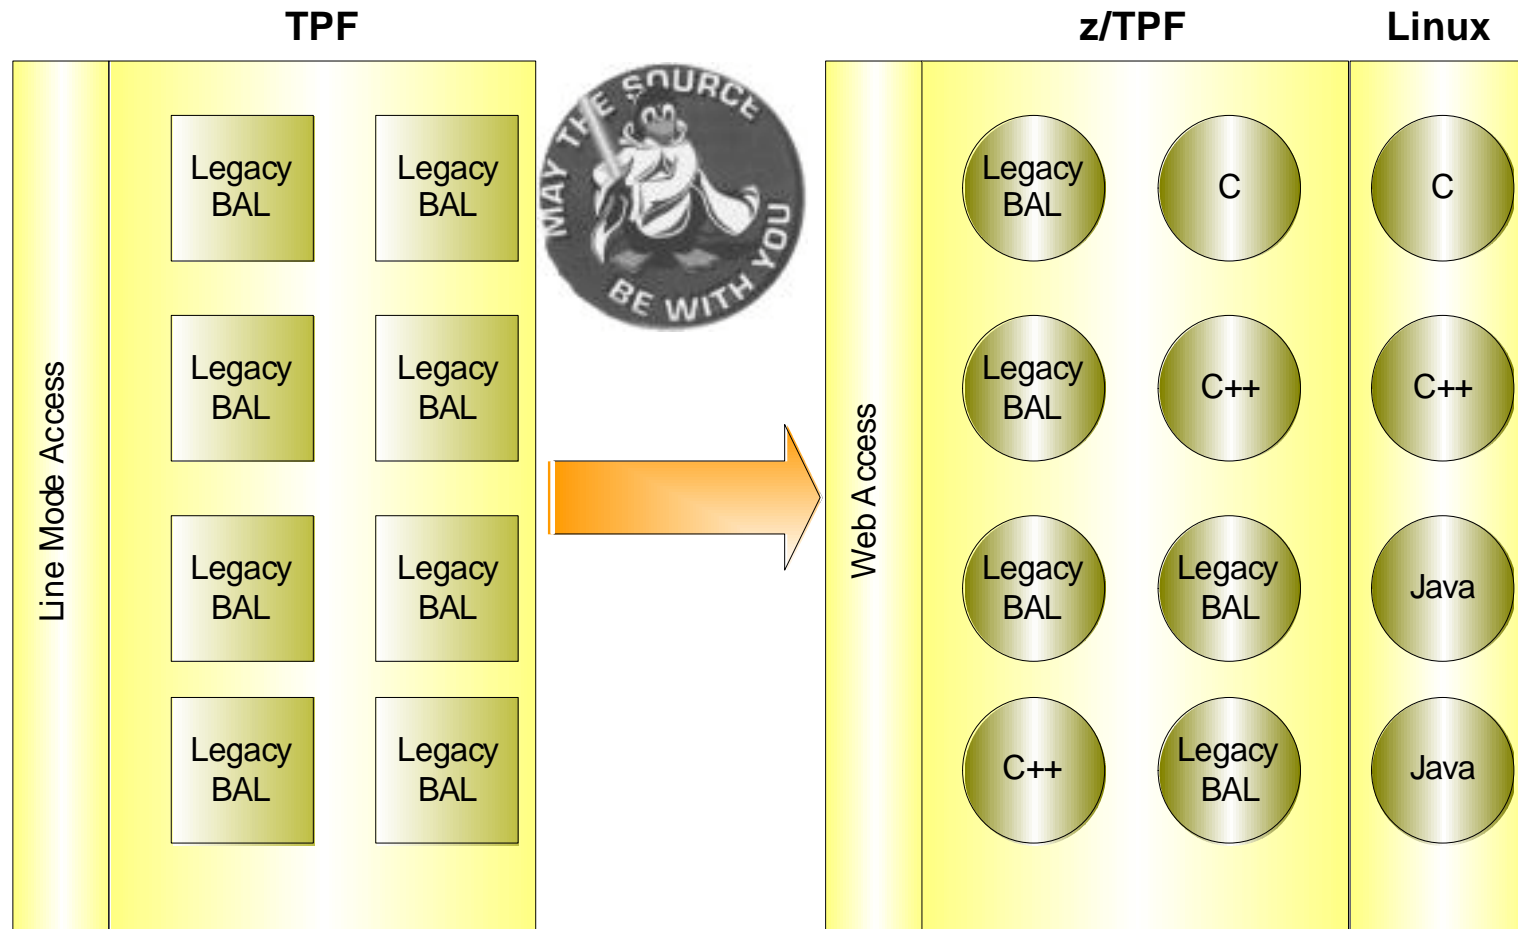 TPF
z/TPF
Linux
Line Mode Access
Legacy
BAL
Legacy
BAL
Legacy
BAL
Legacy
BAL
Legacy
BAL
Legacy
BAL
Legacy
BAL
Legacy
BAL
MAY THE SOURCE
BE WITH YOU
Web Access
Legacy
BAL
C
Legacy
BAL
C++
Legacy
BAL
Legacy
BAL
C++
Legacy
BAL
C
C++
Java
Java